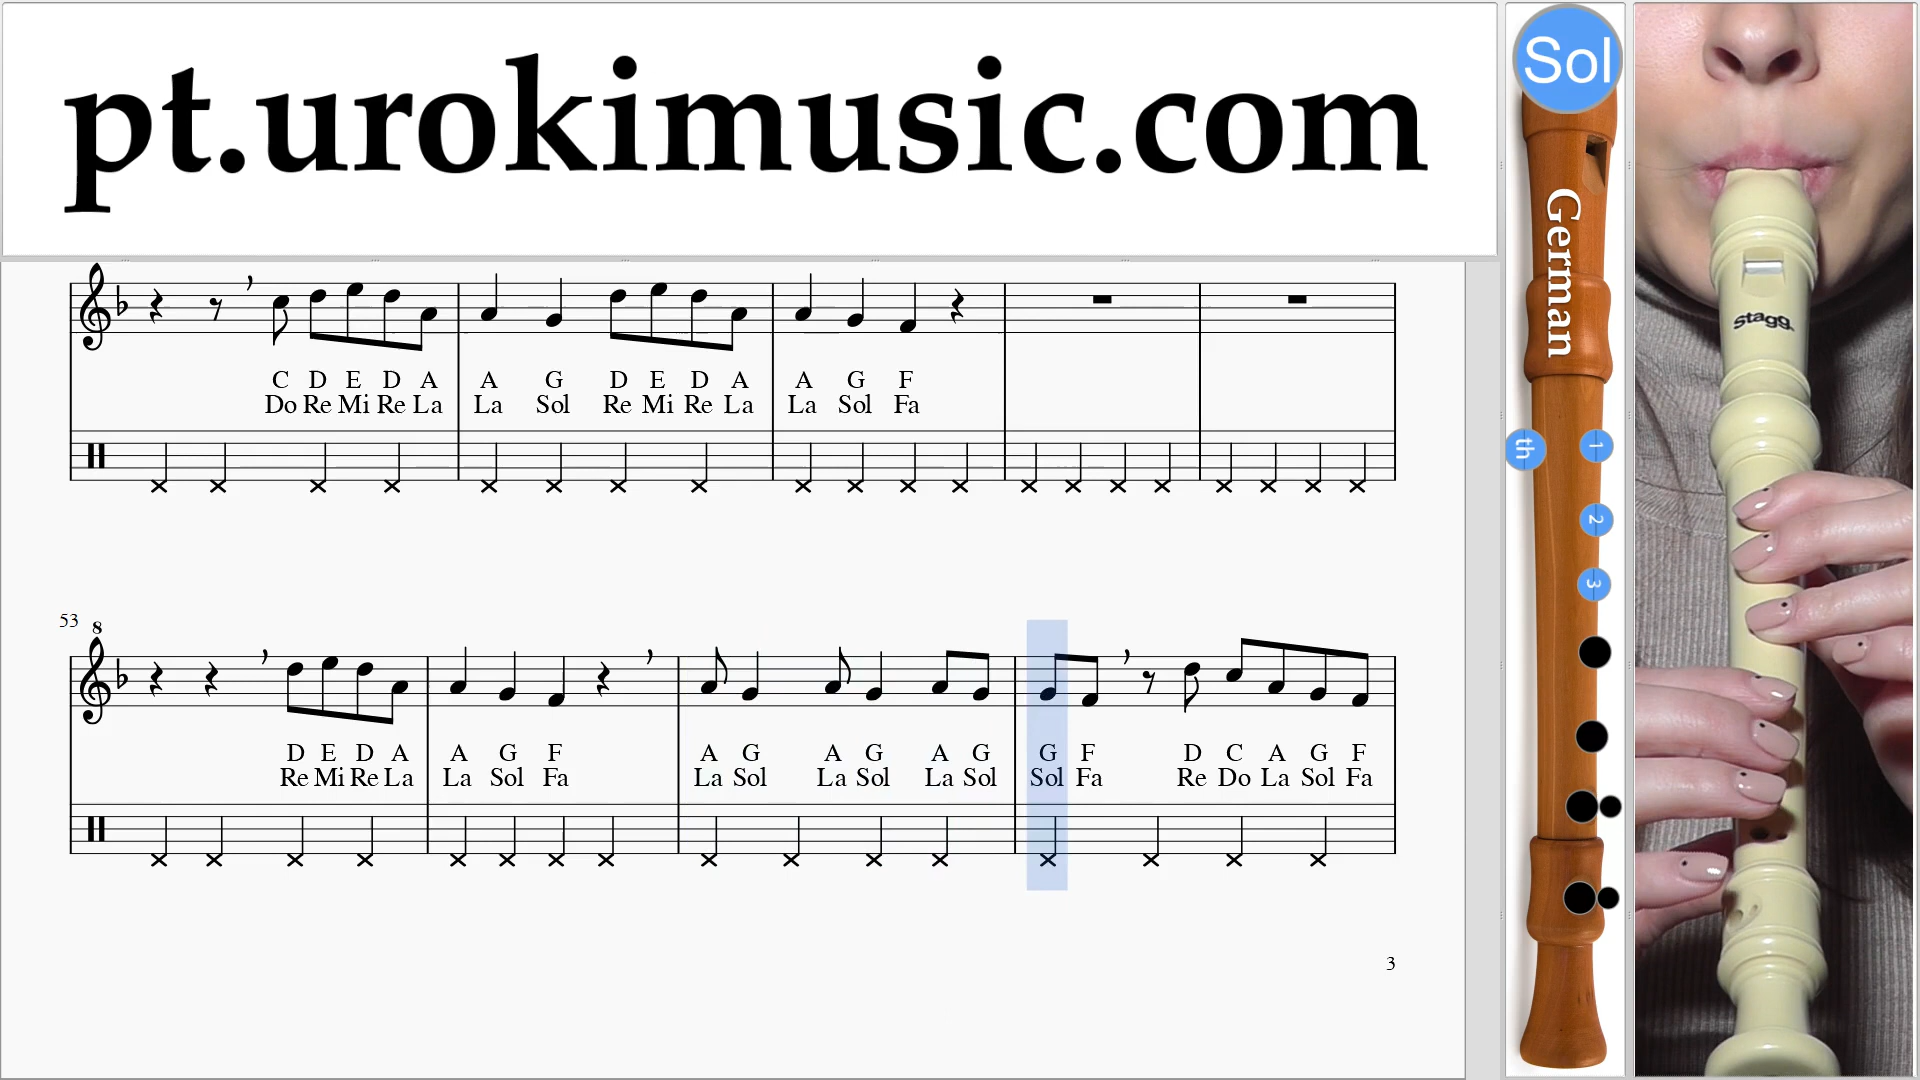 pt.urokimusic.com
C D E D A A G D E D A A G F
Do Re Mi Re La La Sol Re Mi Re La La Sol Fa
53
8
D E D A A G F A G A G A G G F D C A G F
Re Mi Re La La Sol Fa La Sol La Sol La Sol Sol Fa Re Do La Sol Fa
3
Sol
German
th
1
2
3
Stagg